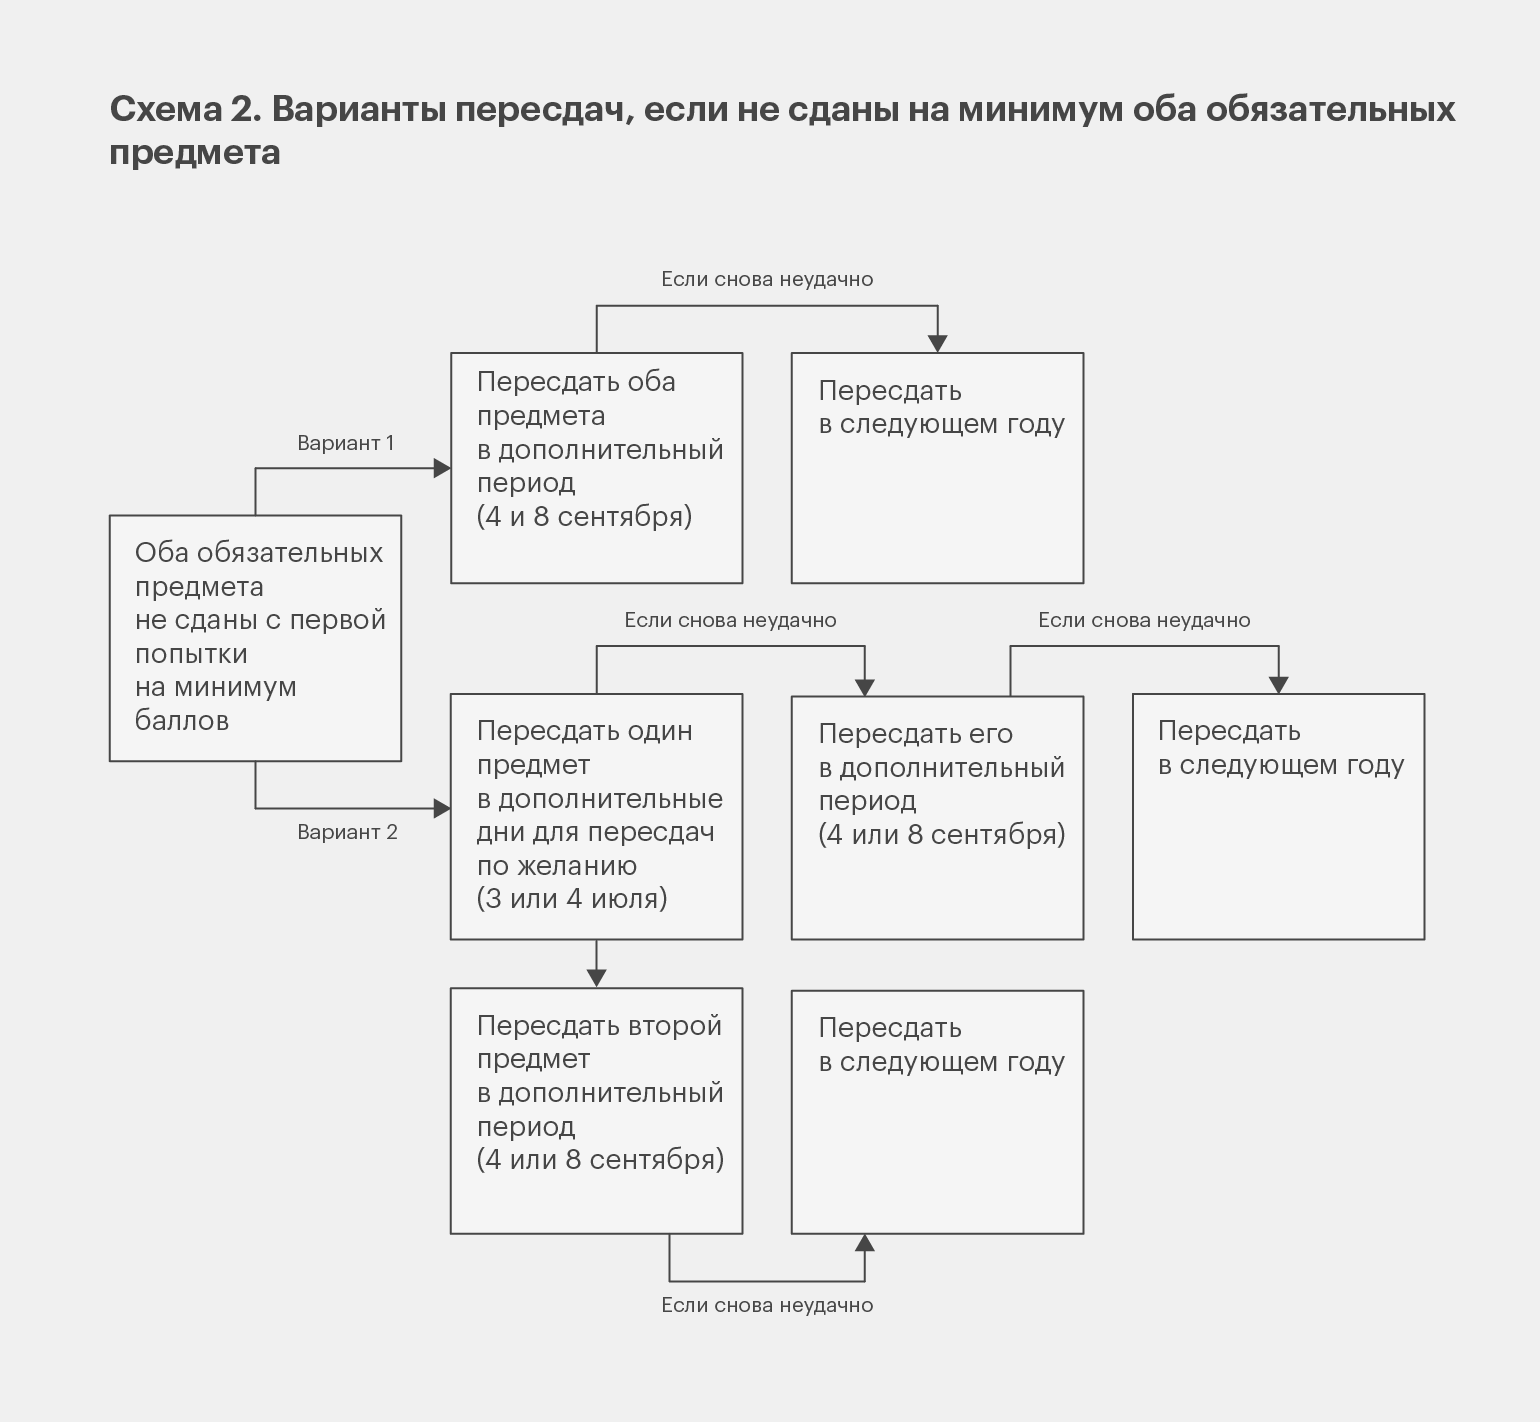 Схема 2. Варианты пересдач, если не сданы на минимум оба обязательных
предмета
Если снова неудачно
Вариант 1
Пересдать оба
предмета
в дополнительный
период
(4 и 8 сентября)
Пересдать
в следующем году
Оба обязательных
предмета
не сданы с первой
попытки
на минимум
баллов
Вариант 2
Если снова неудачно
Если снова неудачно
Пересдать один
предмет
в дополнительные
дни для пересдач
по желанию
(3 или 4 июля)
Пересдать его
в дополнительный
период
(4 или 8 сентября)
Пересдать
в следующем году
Пересдать второй
предмет
в дополнительный
период
(4 или 8 сентября)
Пересдать
в следующем году
Если снова неудачно